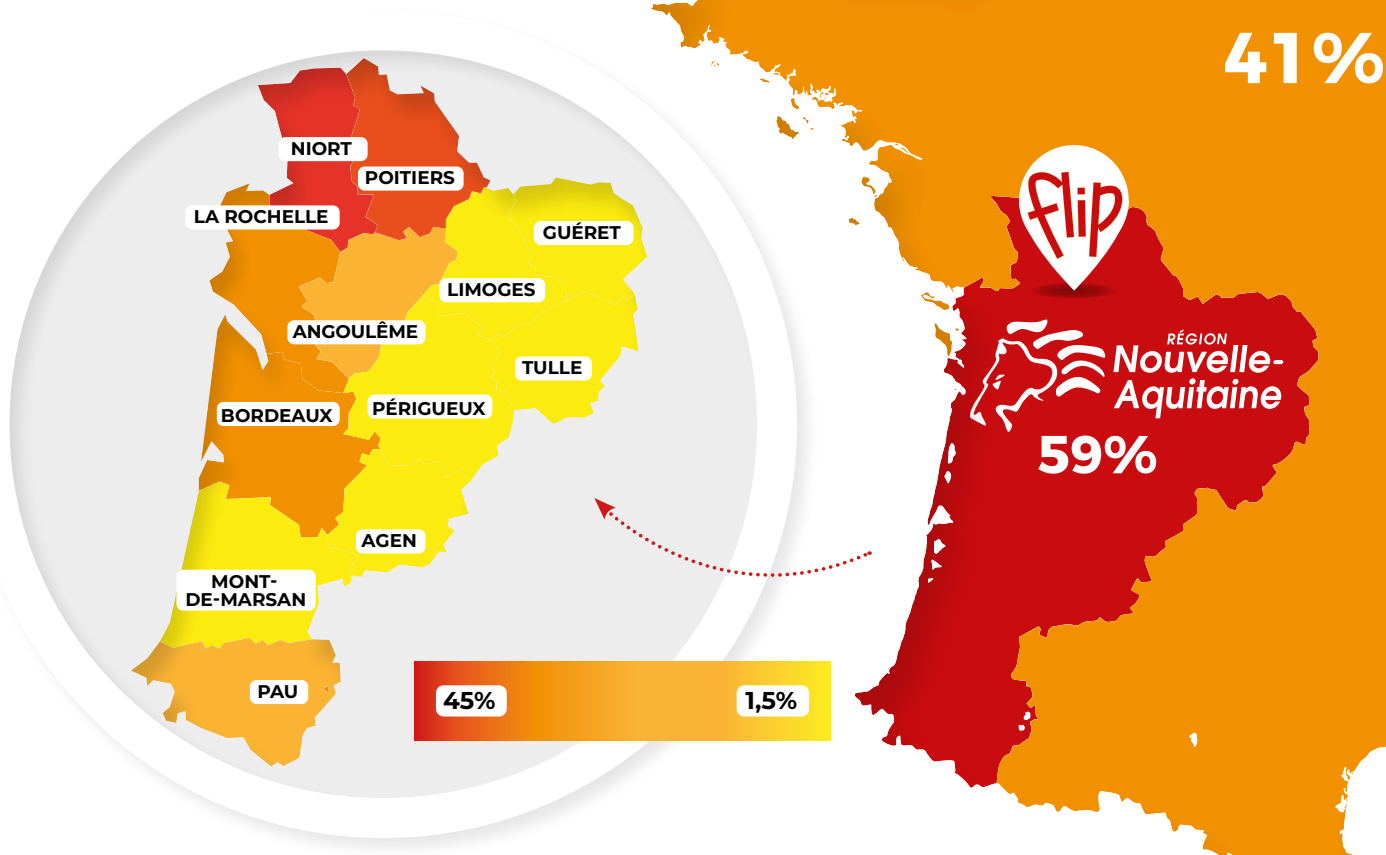 41%
NIORT
POITIERS
LA ROCHELLE
GUÉRET
LIMOGES
ANGOULÊME
TULLE
BORDEAUX
PÉRIGUEUX
AGEN
MONT-
DE-MARSAN
PAU
45%
1,5%
flip
RÉGION
Nouvelle-
Aquitaine
59%